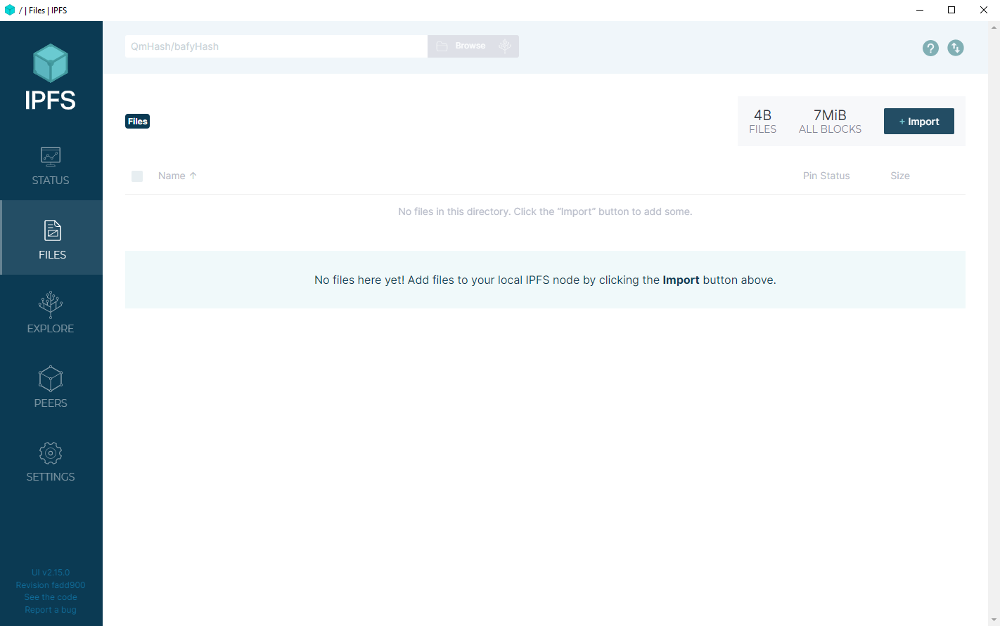 / | Files | IPFS
IPFS
STATUS
FILES
EXPLORE
PEERS
SETTINGS
UI v2.15.0
Revision fadd900
See the code
Report a bug
QmHash/bafyHash
Browse
?
Files
4B
FILES
7MiB
ALL BLOCKS
+ Import
Name ↑
Pin Status
Size
No files in this directory. Click the “Import” button to add some.
No files here yet! Add files to your local IPFS node by clicking the Import button above.